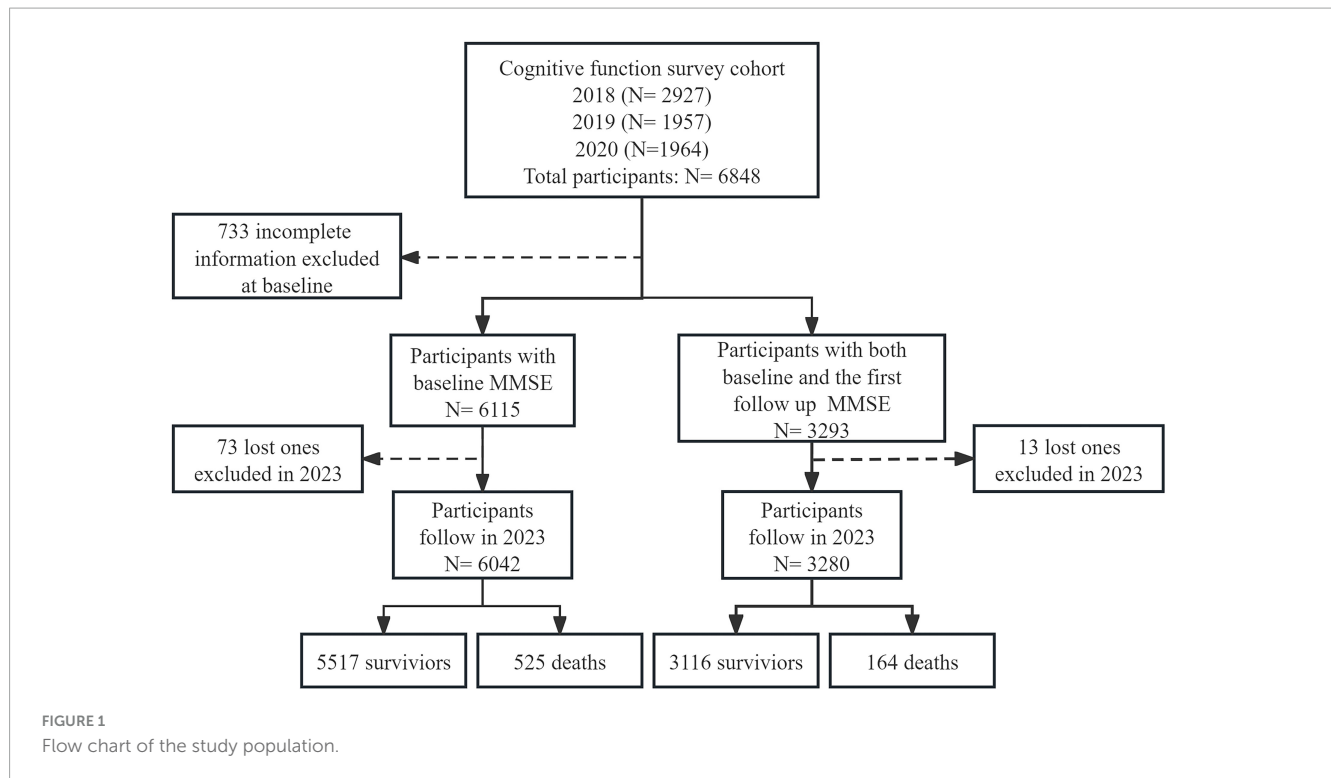 Cognitive function survey cohort
2018 (N= 2927)
2019 (N= 1957)
2020 (N=1964)
Total participants: N= 6848
733 incomplete
information excluded
at baseline
Participants with
baseline MMSE
N= 6115
Participants with both
baseline and the first
follow up MMSE
N= 3293
73 lost ones
excluded in 2023
13 lost ones
excluded in 2023
Participants
follow in 2023
N= 6042
Participants
follow in 2023
N= 3280
5517 surviviors
525 deaths
3116 surviviors
164 deaths
FIGURE 1
Flow chart of the study population.